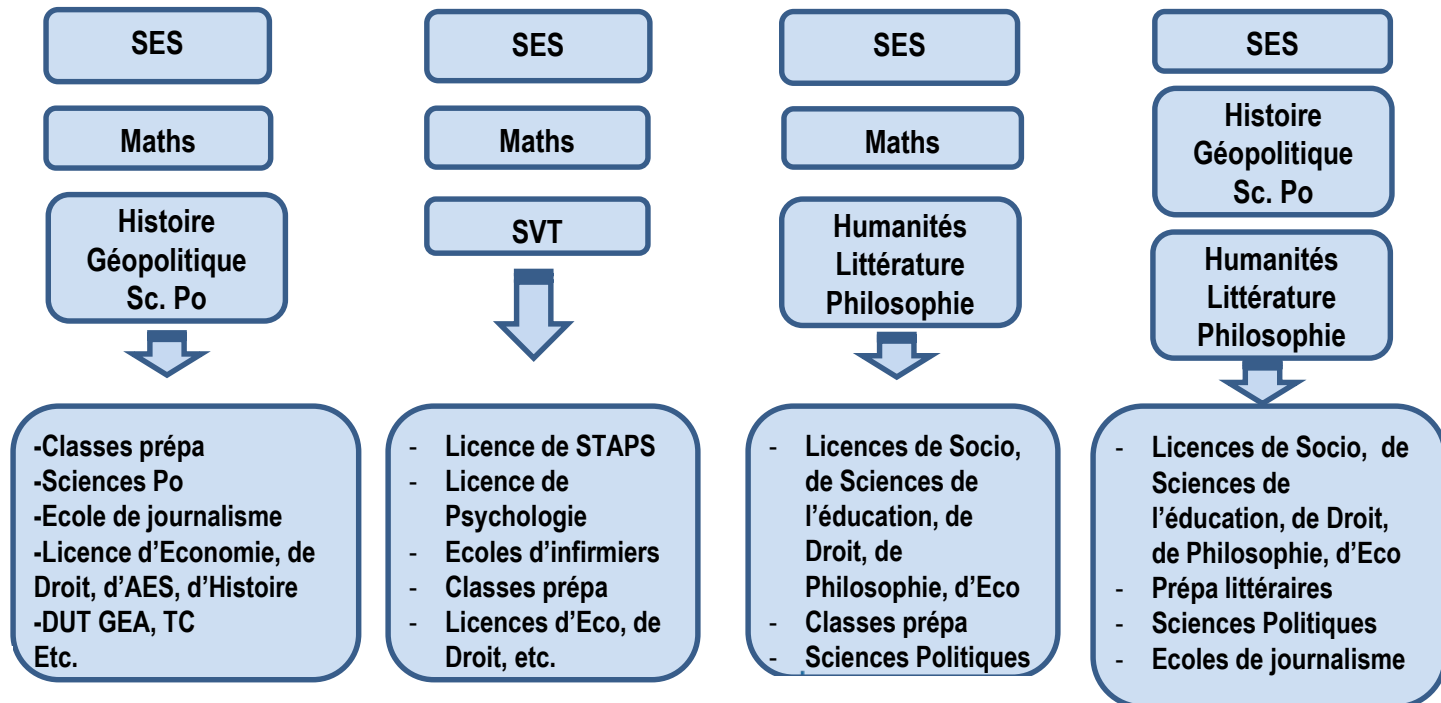 SES
Maths
Histoire
Géopolitique
Sc. Po
-Classes prépa
-Sciences Po
-Ecole de journalisme
-Licence d’Economie, de
Droit, d’AES, d’Histoire
-DUT GEA, TC
Etc.
SES
Maths
SVT
- Licence de STAPS
- Licence de
Psychologie
- Ecoles d’infirmiers
- Classes prépa
- Licences d’Eco, de
Droit, etc.
SES
Maths
Humanités
Littérature
Philosophie
- Licences de Socio,
de Sciences de
l’éducation, de
Droit, de
Philosophie, d’Eco
- Classes prépa
- Sciences Politiques
SES
Histoire
Géopolitique
Sc. Po
Humanités
Littérature
Philosophie
- Licences de Socio, de
Sciences de
l’éducation, de Droit,
de Philosophie, d’Eco
- Prépa littéraires
- Sciences Politiques
- Ecoles de journalisme